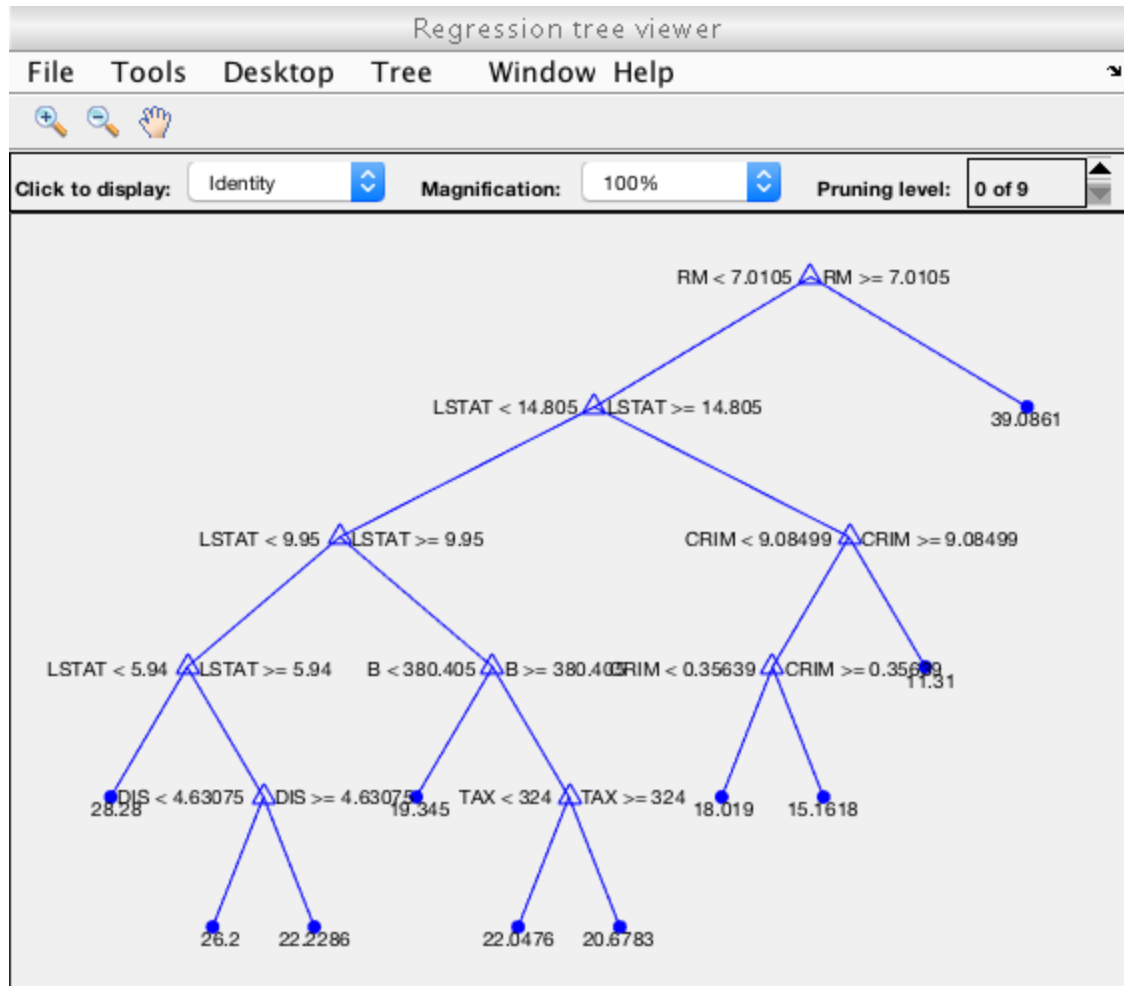 Regression tree viewer
File Tools Desktop Tree Window Help
Click to display: Identity Magnification: 100% Pruning level: 0 of 9
RM < 7.0105 RM >= 7.0105
LSTAT < 14.805 LSTAT >= 14.805
39.0861
LSTAT < 9.95 LSTAT >= 9.95 CRIM < 9.08499 CRIM >= 9.08499
LSTAT < 5.94 LSTAT >= 5.94 B < 380.405 B >= 380.405 CRIM < 0.35639 CRIM >= 0.35639
11.31
DIS < 4.63075 DIS >= 4.63075 TAX < 324 TAX >= 324
28.28 19.345 18.019 15.1618
26.2 22.2286 22.0476 20.6783